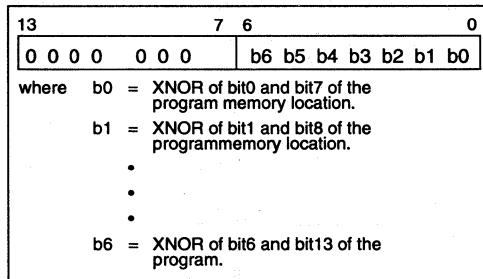 13 7 6 0
0 0 0 0 0 0 0 b6 b5 b4 b3 b2 b1 b0
where b0 = XNOR of bit0 and bit7 of the
program memory location.
b1 = XNOR of bit1 and bit8 of the
programmemory location.
•
•
•
b6 = XNOR of bit6 and bit13 of the
program.